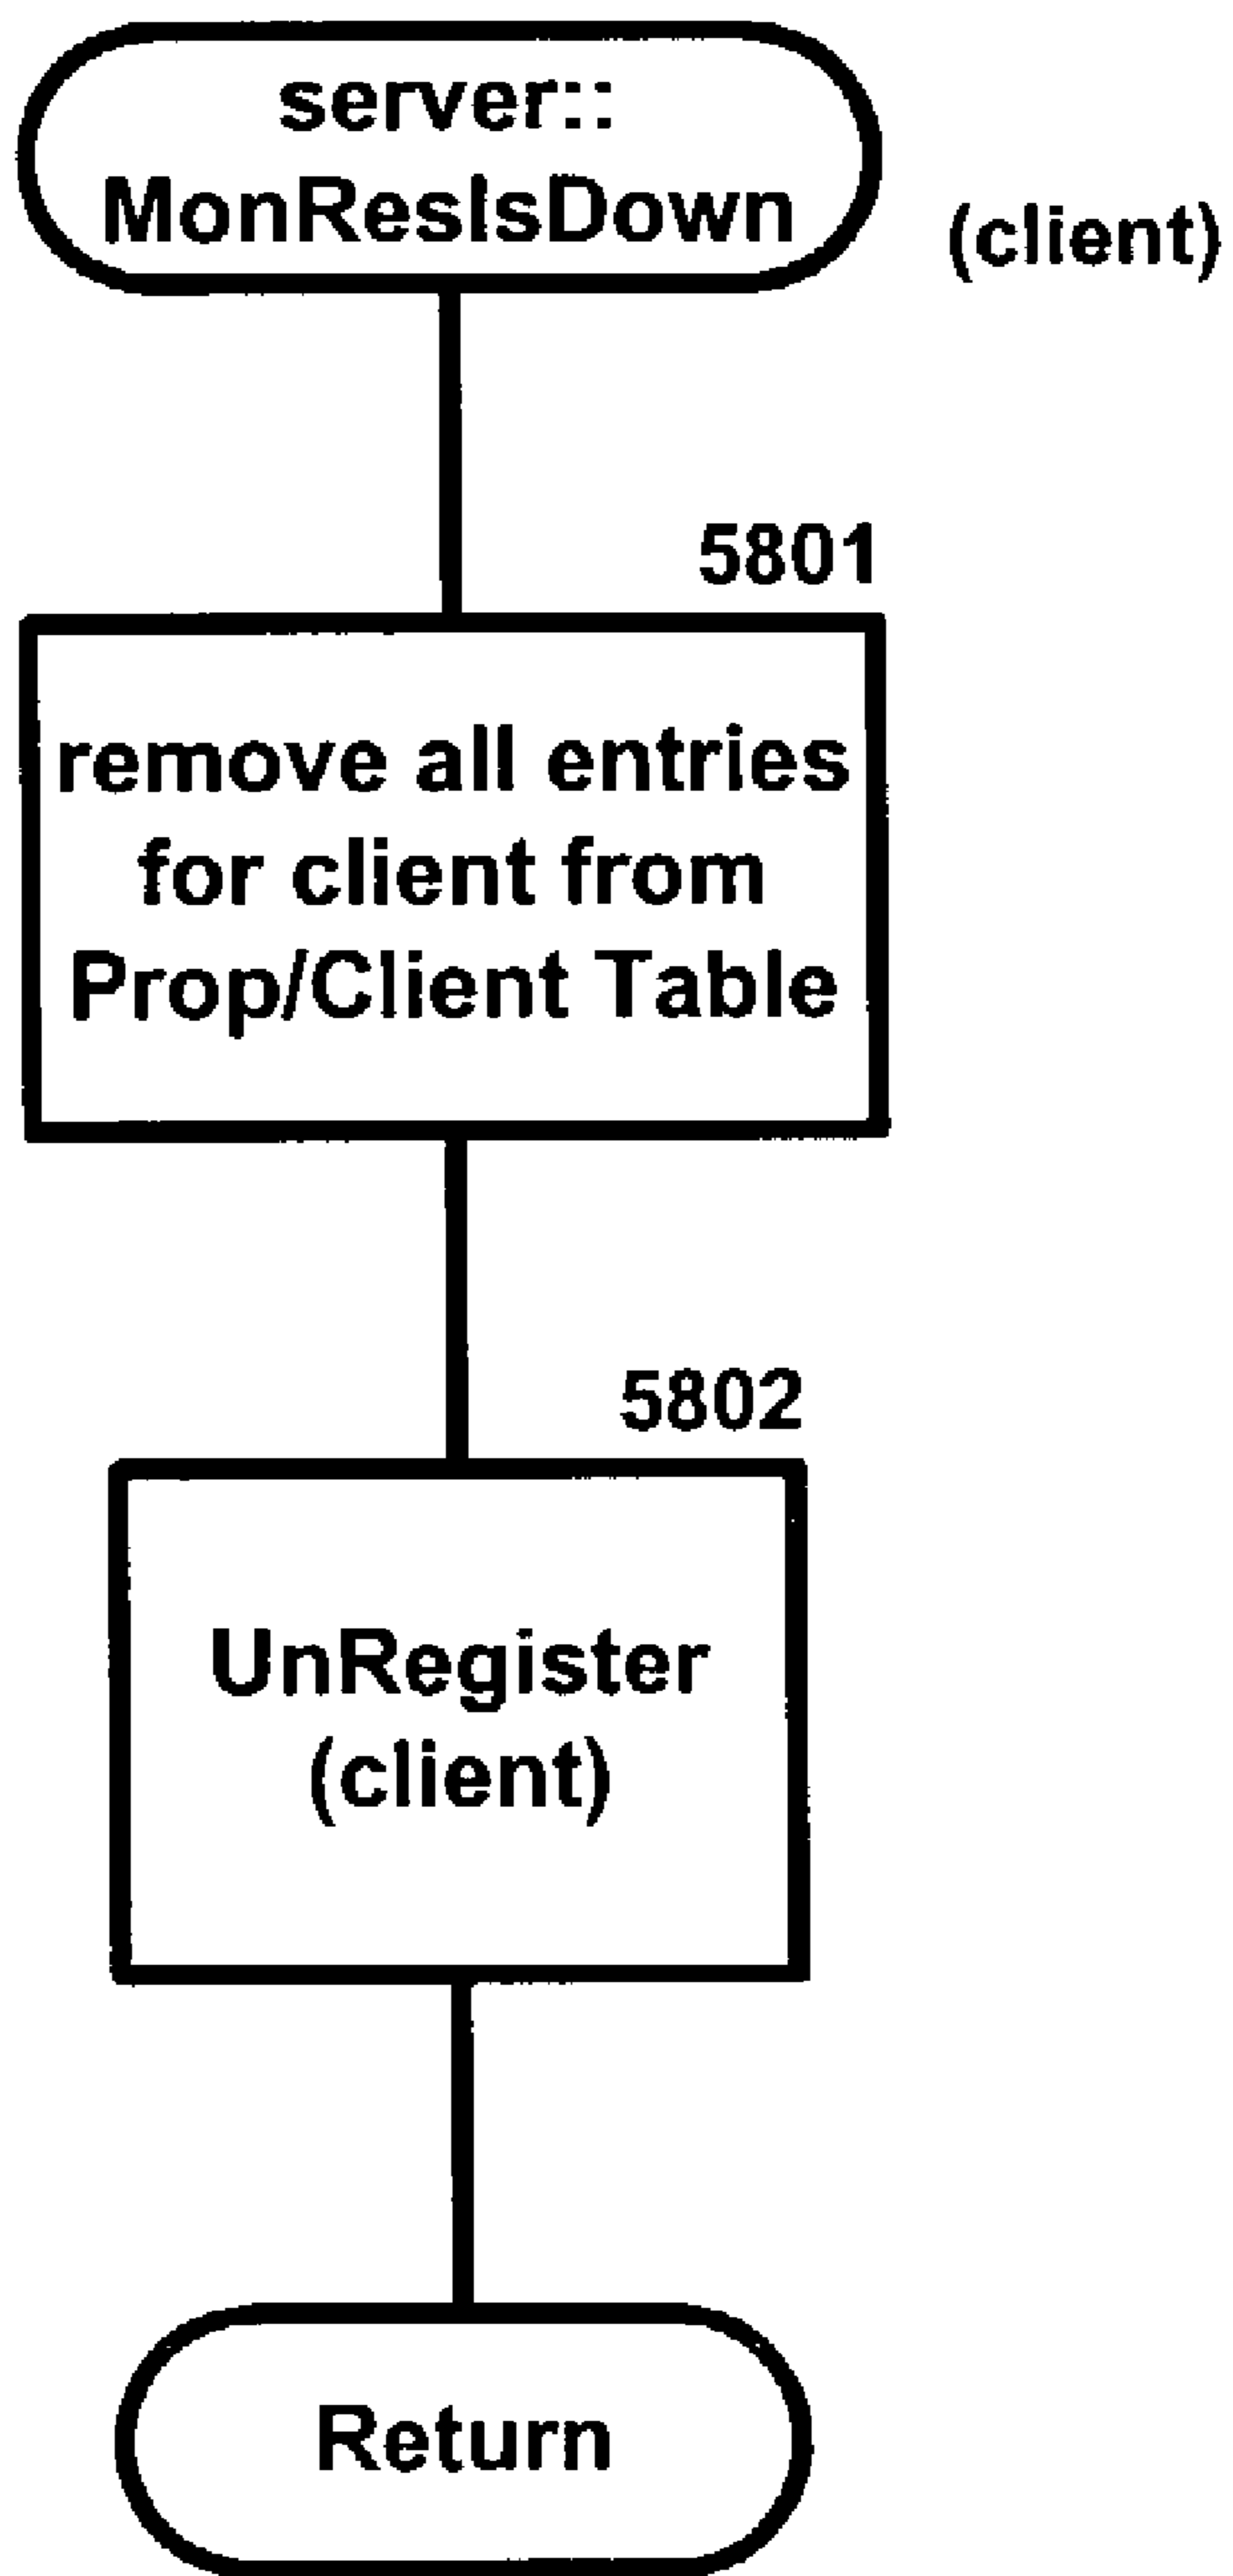 server::
MonResIsDown
(client)
5801
remove all entries
for client from
Prop/Client Table
5802
UnRegister
(client)
Return